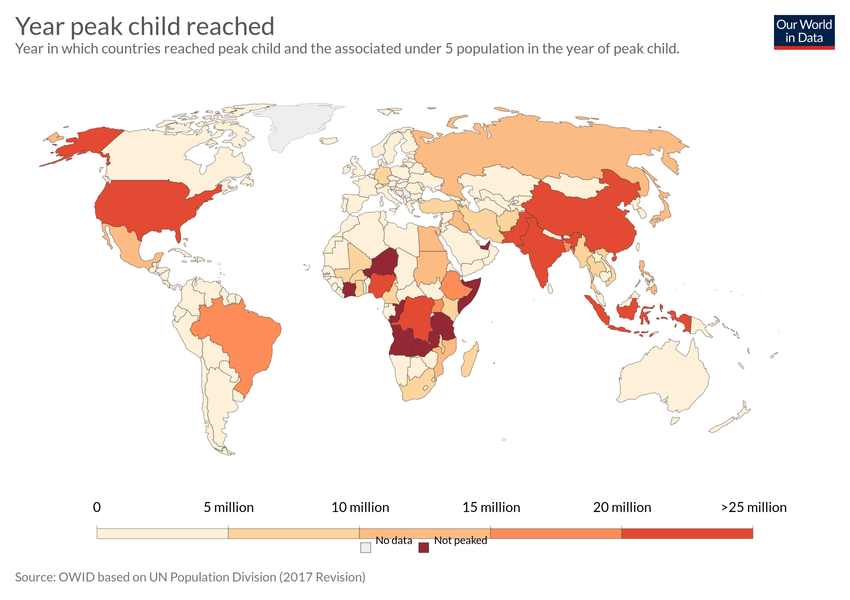 Year peak child reached
Year in which countries reached peak child and the associated under 5 population in the year of peak child.
Our World
in Data
0
5 million
10 million
15 million
20 million
>25 million
No data
Not peaked
Source: OWID based on UN Population Division (2017 Revision)